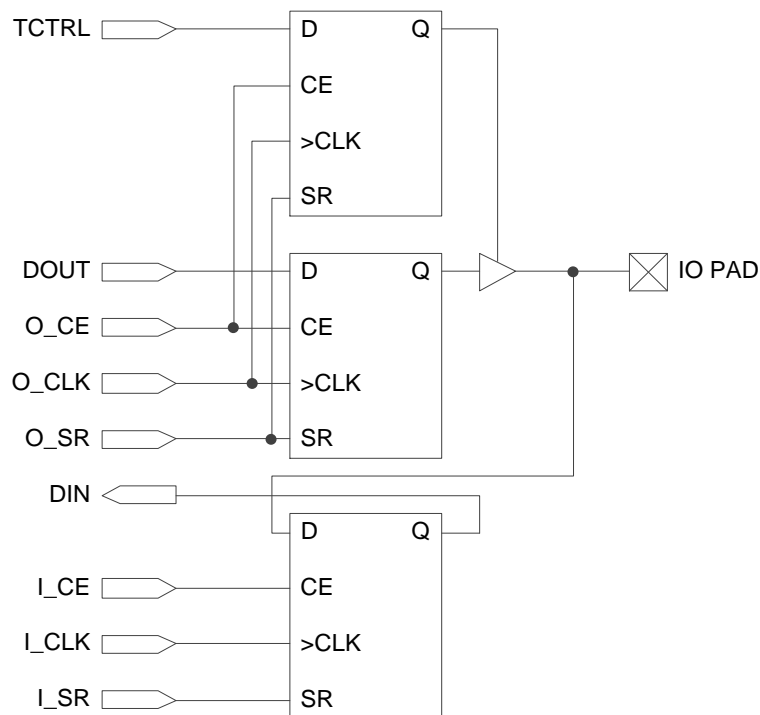 TCTRL D Q
CE
>CLK
SR
DOUT D Q IO PAD
O_CE CE
O_CLK >CLK
O_SR SR
DIN
D Q
I_CE CE
I_CLK >CLK
I_SR SR